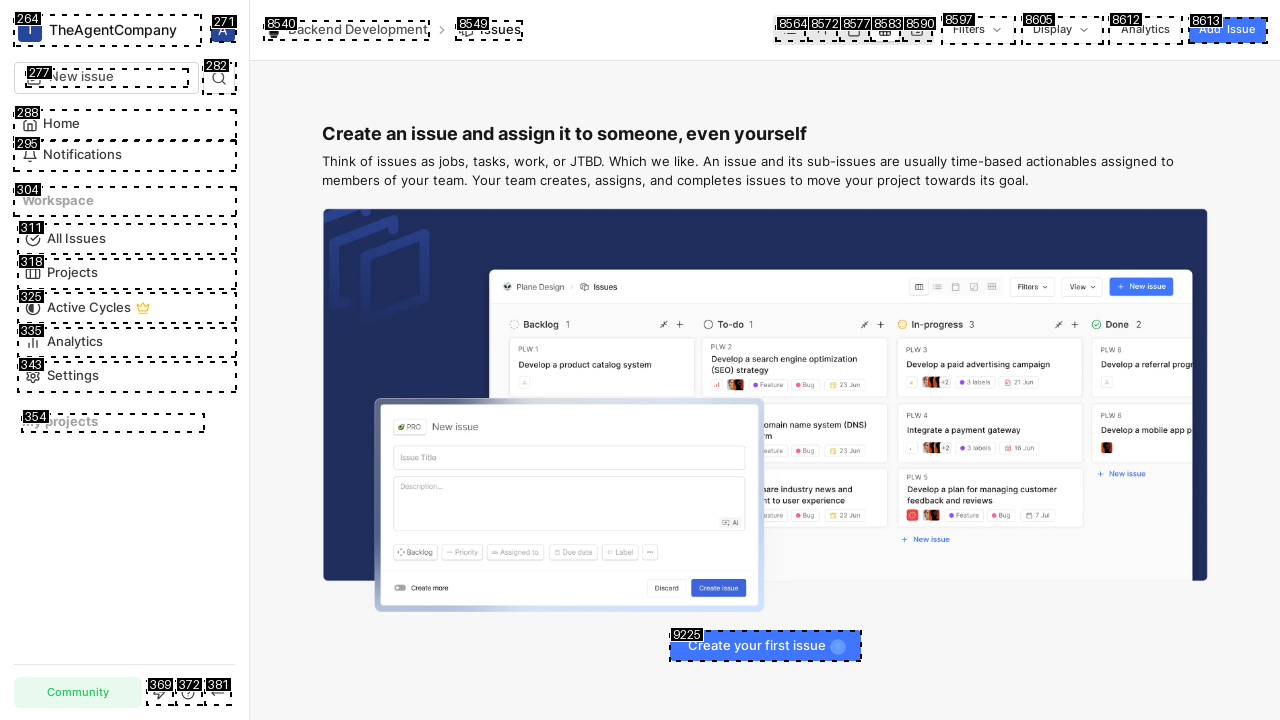 264
TheAgentCompany
271
8540
Backend Development
8549
Issues
8564
8572
8577
8583
8590
8597
Filters
8605
Display
8612
Analytics
8613
Add Issue
277
New issue
282
288
Home
295
Notifications
304
Workspace
311
All Issues
318
Projects
325
Active Cycles
335
Analytics
343
Settings
354
My projects
Create an issue and assign it to someone, even yourself
Think of issues as jobs, tasks, work, or JTBD. Which we like. An issue and its sub-issues are usually time-based actionables assigned to
members of your team. Your team creates, assigns, and completes issues to move your project towards its goal.
Plane Design
Issues
Filters
View
New issue
Backlog 1
To-do 1
In-progress 3
Done 2
PLW 1
Develop a product catalog system
PLW 2
Develop a search engine optimization
(SEO) strategy
Feature
Bug
23 Jun
PLW 3
Develop a paid advertising campaign
+2
3 labels
21 Jun
PLW 6
Develop a referral progr
omain name system (DNS)
rm
eature
Bug
23 Jun
PLW 4
Integrate a payment gateway
+2
3 labels
16 Jun
PLW 6
Develop a mobile app p
New issue
hare industry news and
nt to user experience
eature
Bug
23 Jun
PLW 5
Develop a plan for managing customer
feedback and reviews
Feature
Bug
7 Jul
New issue
PRO
New issue
Issue Title
Description...
AI
Backlog
Priority
Assigned to
Due date
Label
Create more
Discard
Create issue
9225
Create your first issue
Community
369
372
381